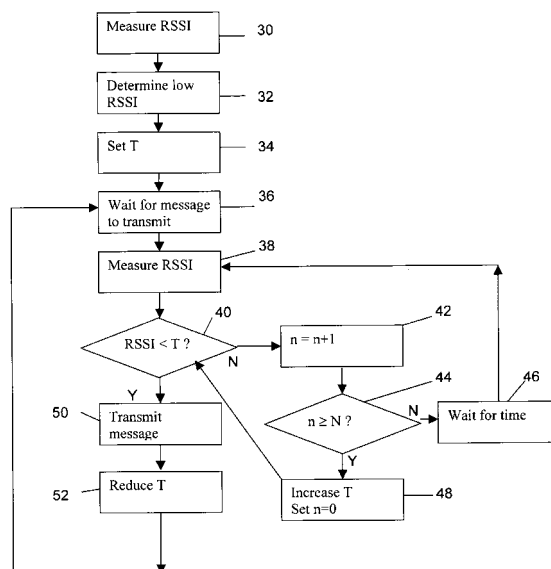 Measure RSSI
30
Determine low
RSSI
32
Set T
34
Wait for message
to transmit
36
Measure RSSI
38
RSSI < T ?
40
N
Y
n = n+1
42
n ≥ N ?
44
N
Y
Wait for time
46
Increase T
Set n=0
48
50
Transmit
message
52
Reduce T